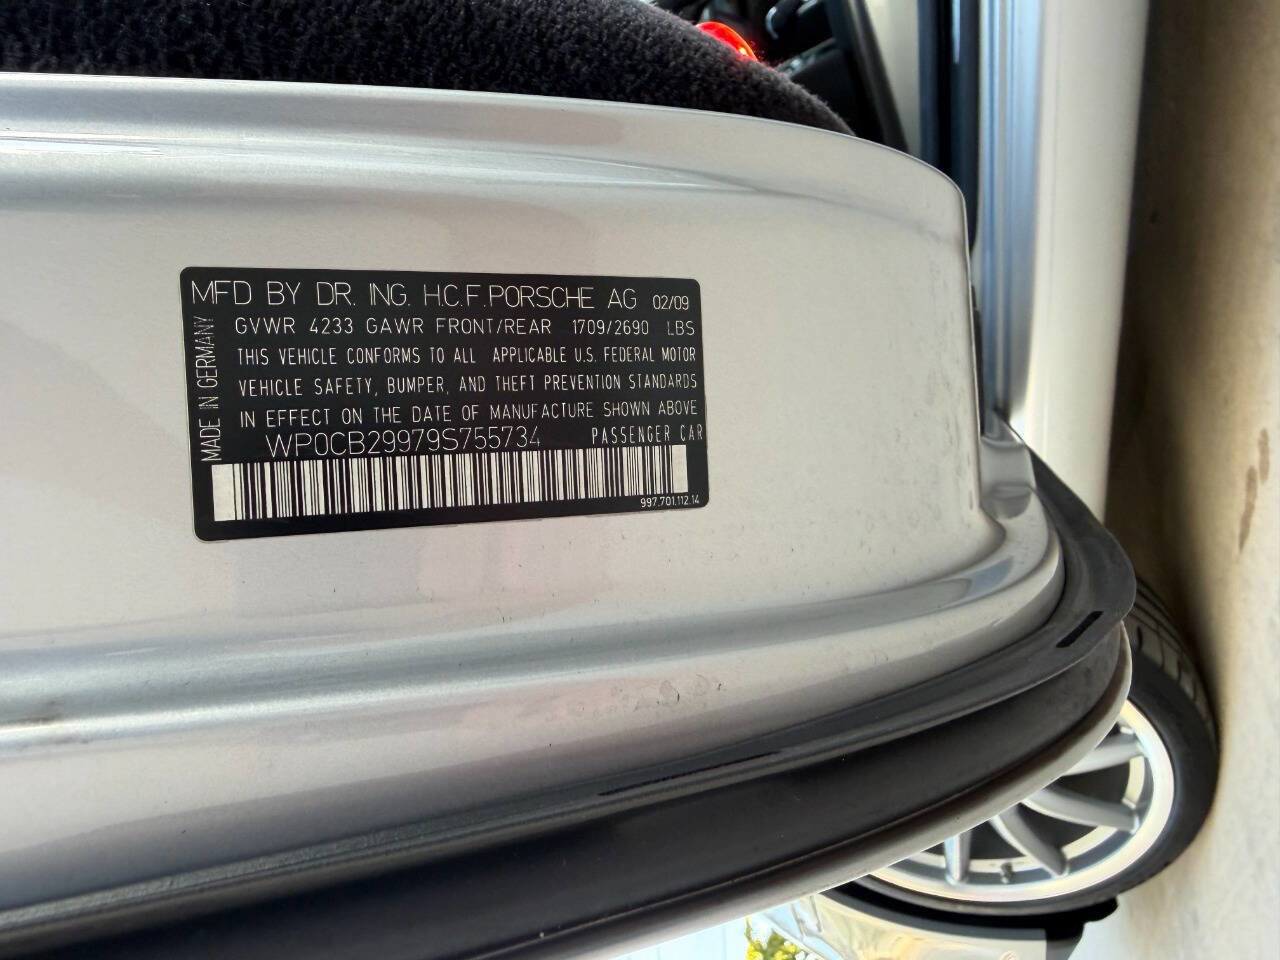 MFD BY DR. ING. H.C.F.PORSCHE AG 02/09
GVWR 4233 GAWR FRONT/REAR 1709/2690 LBS
THIS VEHICLE CONFORMS TO ALL APPLICABLE U.S. FEDERAL MOTOR
VEHICLE SAFETY, BUMPER, AND THEFT PREVENTION STANDARDS
IN EFFECT ON THE DATE OF MANUFACTURE SHOWN ABOVE
WP0CB29979S755734 PASSENGER CAR
997.701.112.14
MADE IN GERMANY